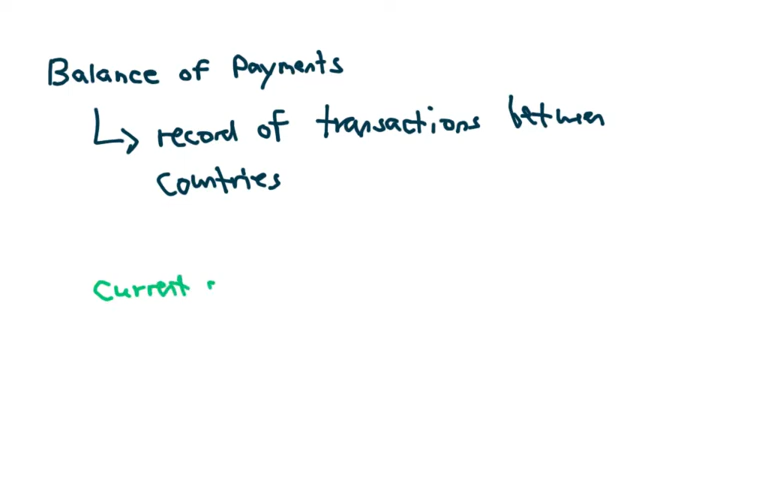 Balance of Payments
↳ record of transactions between
countries
Current